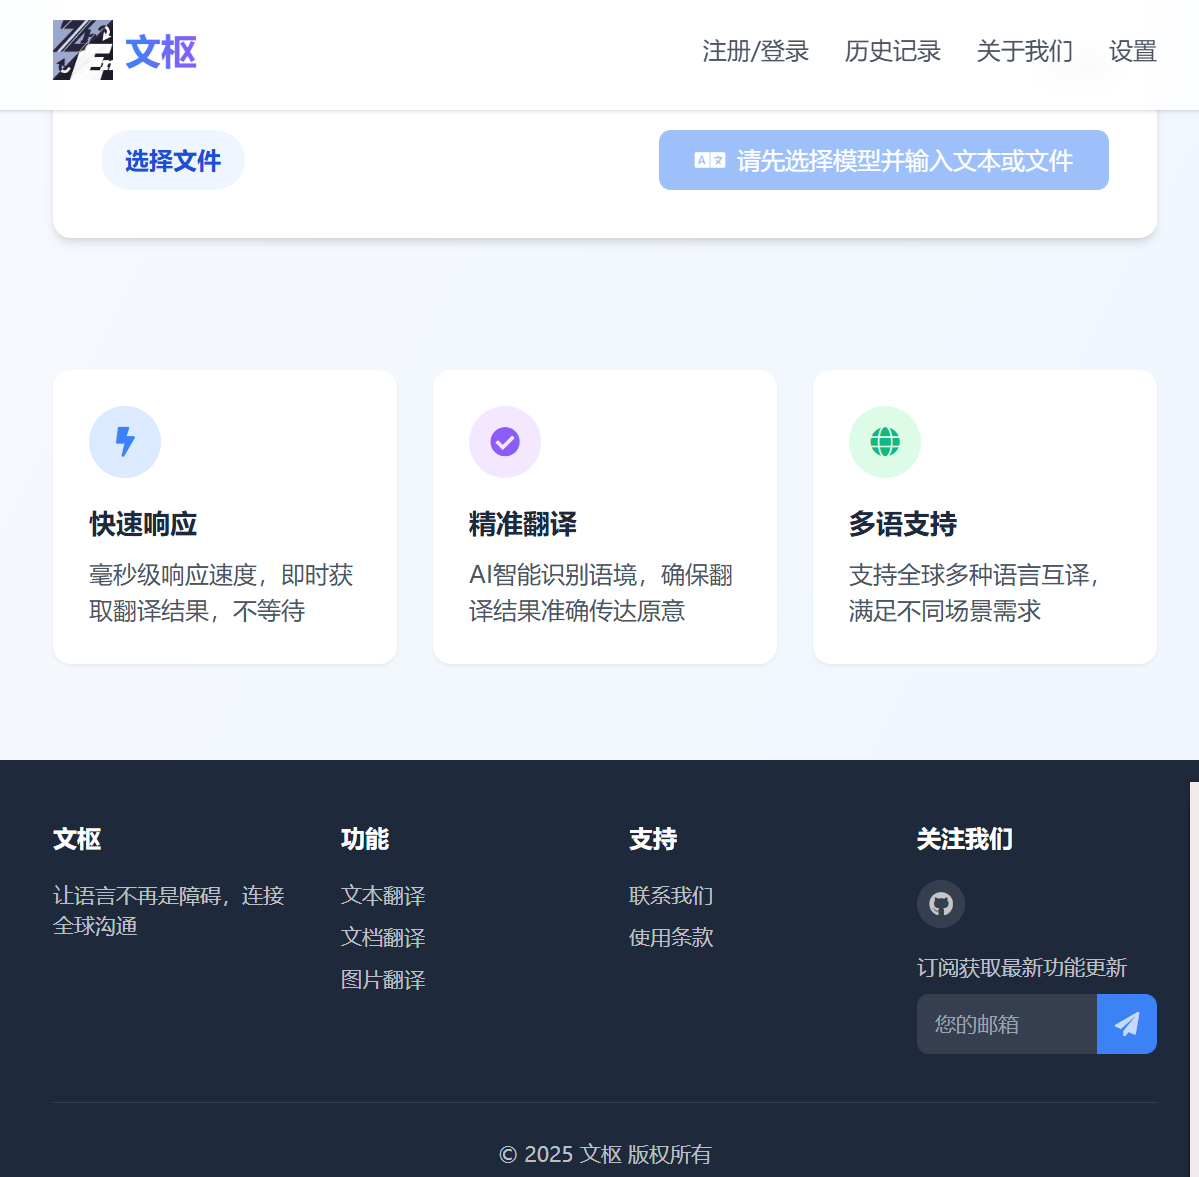 文枢
注册/登录
历史记录
关于我们
设置
选择文件
请先选择模型并输入文本或文件
快速响应
毫秒级响应速度，即时获
取翻译结果，不等待
精准翻译
AI智能识别语境，确保翻
译结果准确传达原意
多语支持
支持全球多种语言互译，
满足不同场景需求
文枢
让语言不再是障碍，连接
全球沟通
功能
文本翻译
文档翻译
图片翻译
支持
联系我们
使用条款
关注我们
订阅获取最新功能更新
您的邮箱
© 2025 文枢 版权所有